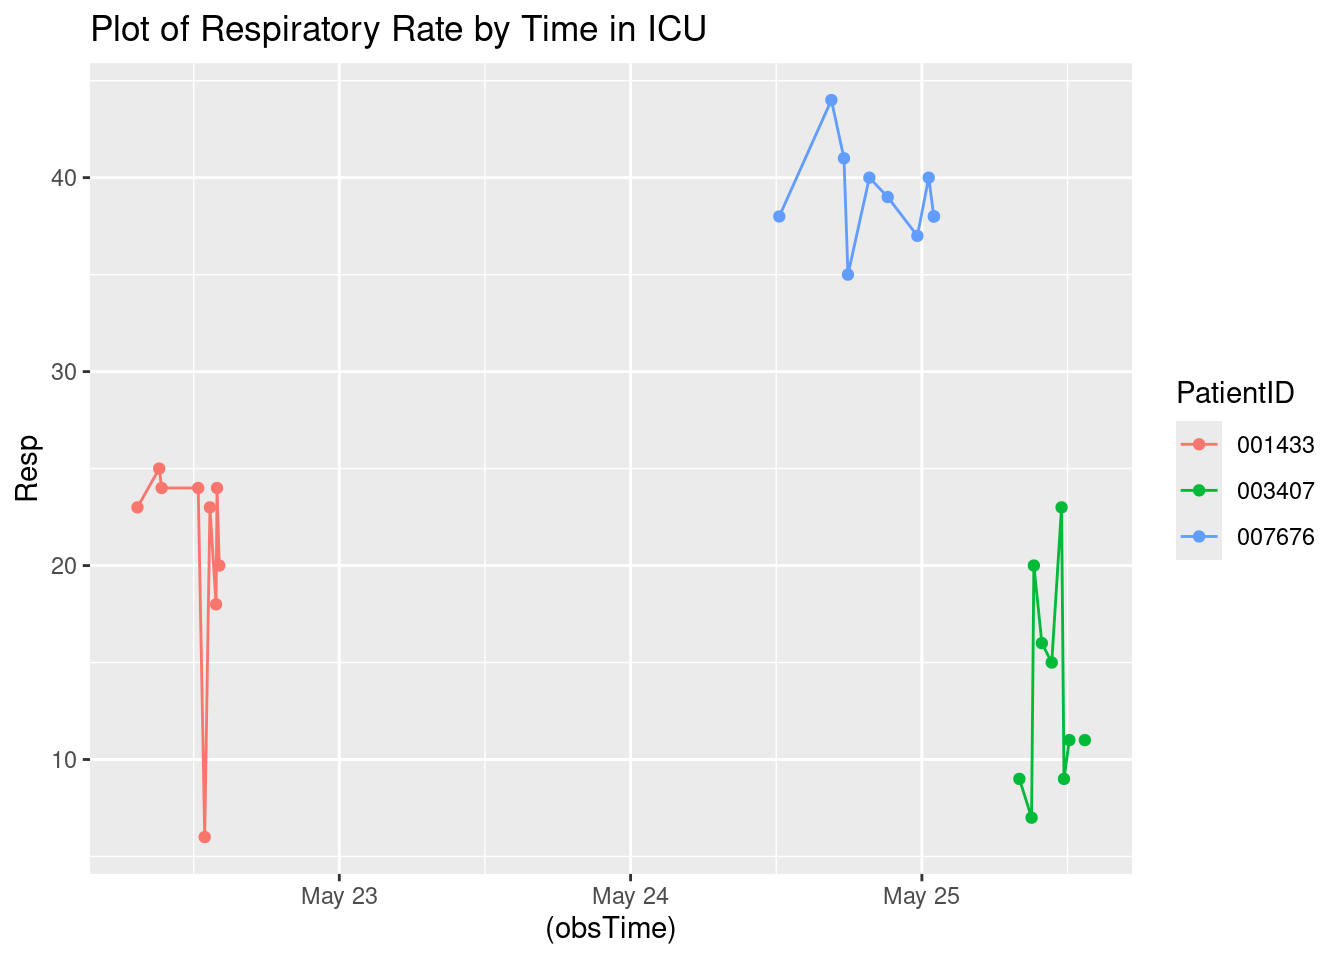 Plot of Respiratory Rate by Time in ICU
40
30
20
10
Resp
May 23
May 24
May 25
(obsTime)
PatientID
001433
003407
007676